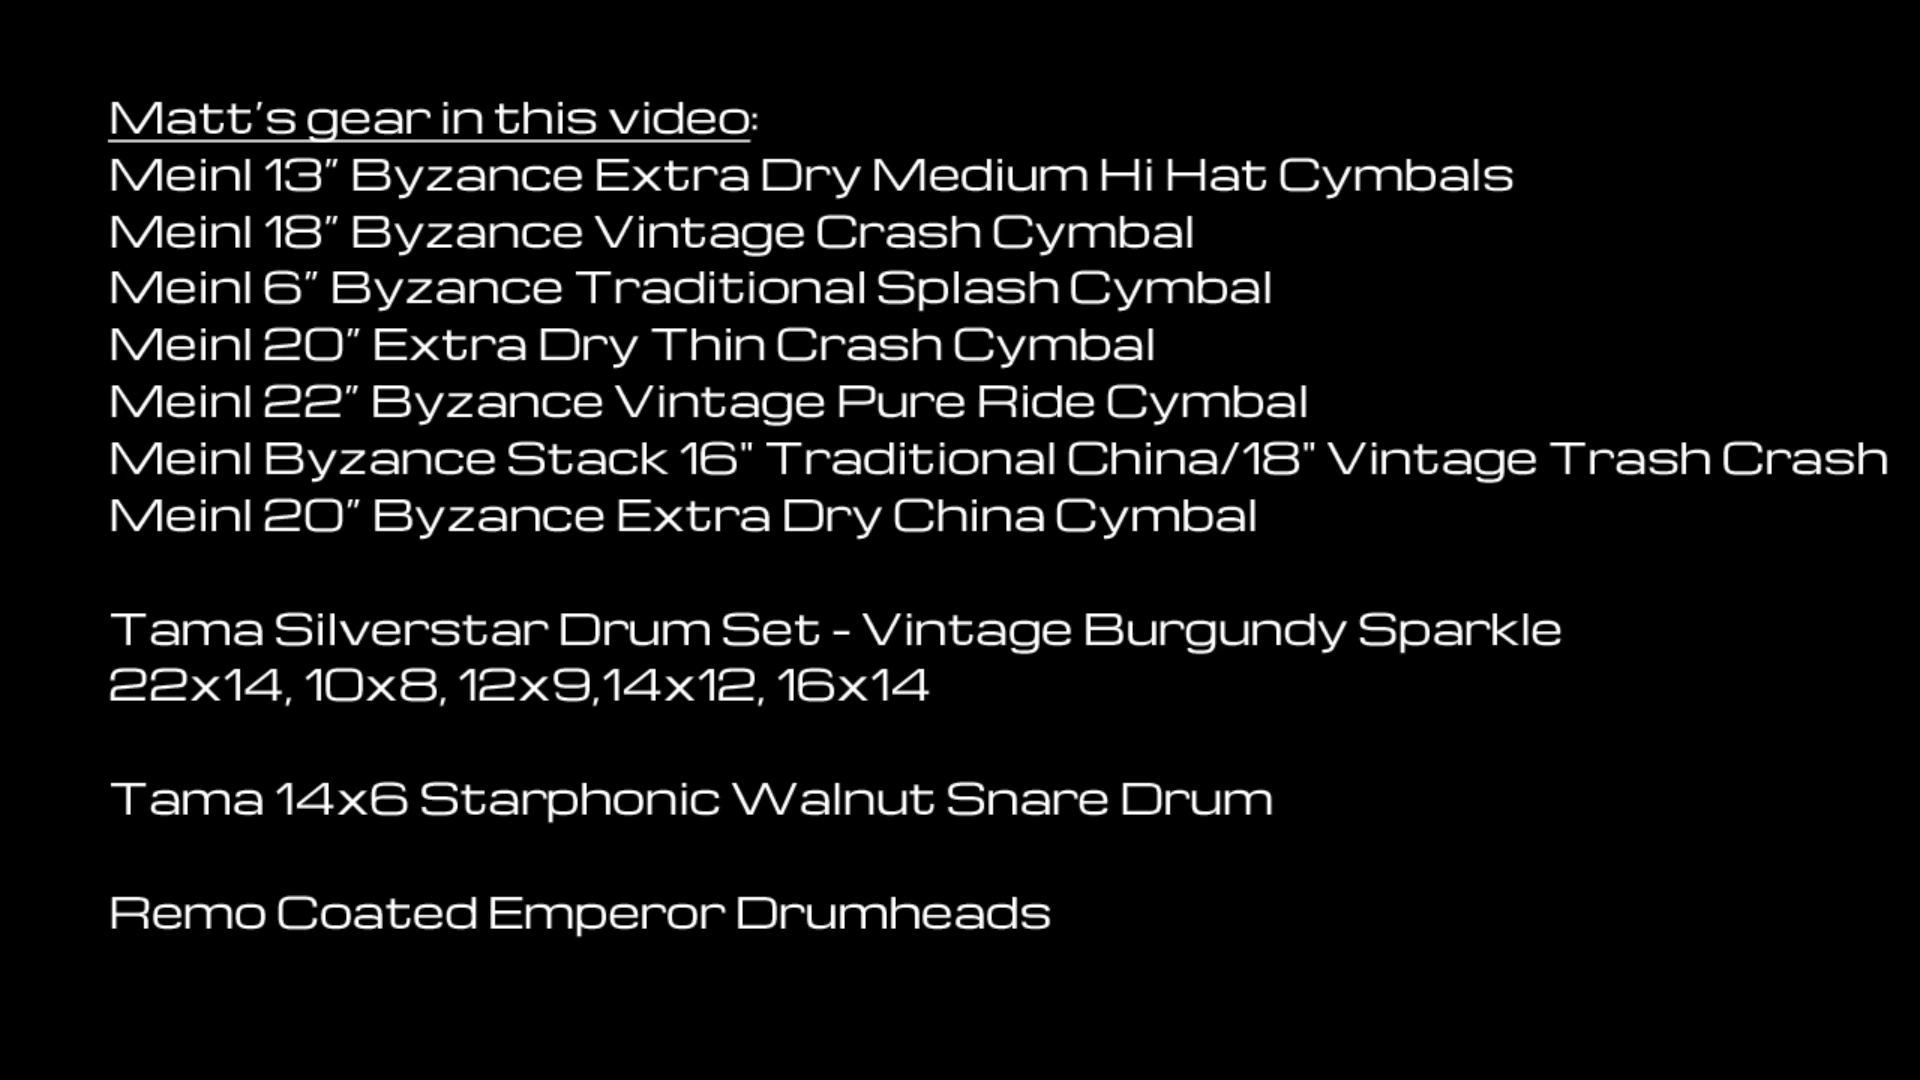 Matt’s gear in this video:
Meinl 13” Byzance Extra Dry Medium Hi Hat Cymbals
Meinl 18” Byzance Vintage Crash Cymbal
Meinl 6” Byzance Traditional Splash Cymbal
Meinl 20” Extra Dry Thin Crash Cymbal
Meinl 22” Byzance Vintage Pure Ride Cymbal
Meinl Byzance Stack 16" Traditional China/18" Vintage Trash Crash
Meinl 20” Byzance Extra Dry China Cymbal
Tama Silverstar Drum Set - Vintage Burgundy Sparkle
22x14, 10x8, 12x9,14x12, 16x14
Tama 14x6 Starphonic Walnut Snare Drum
Remo Coated Emperor Drumheads